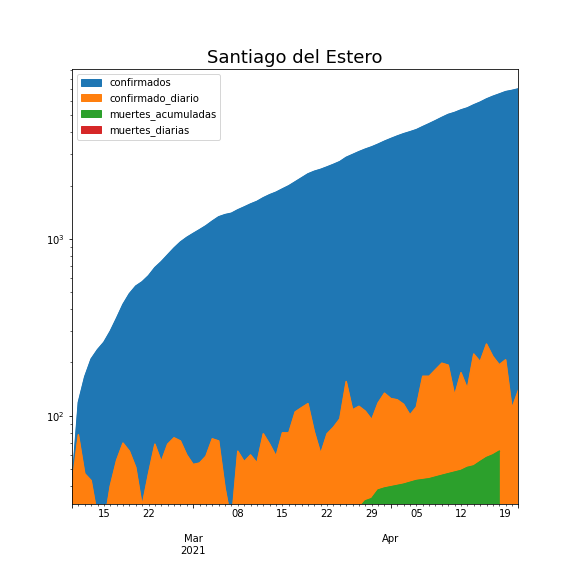 Santiago del Estero
confirmados
confirmado_diario
muertes_acumuladas
muertes_diarias
10³
10²
15 22 08 15 22 29 05 12 19
Mar Apr
2021